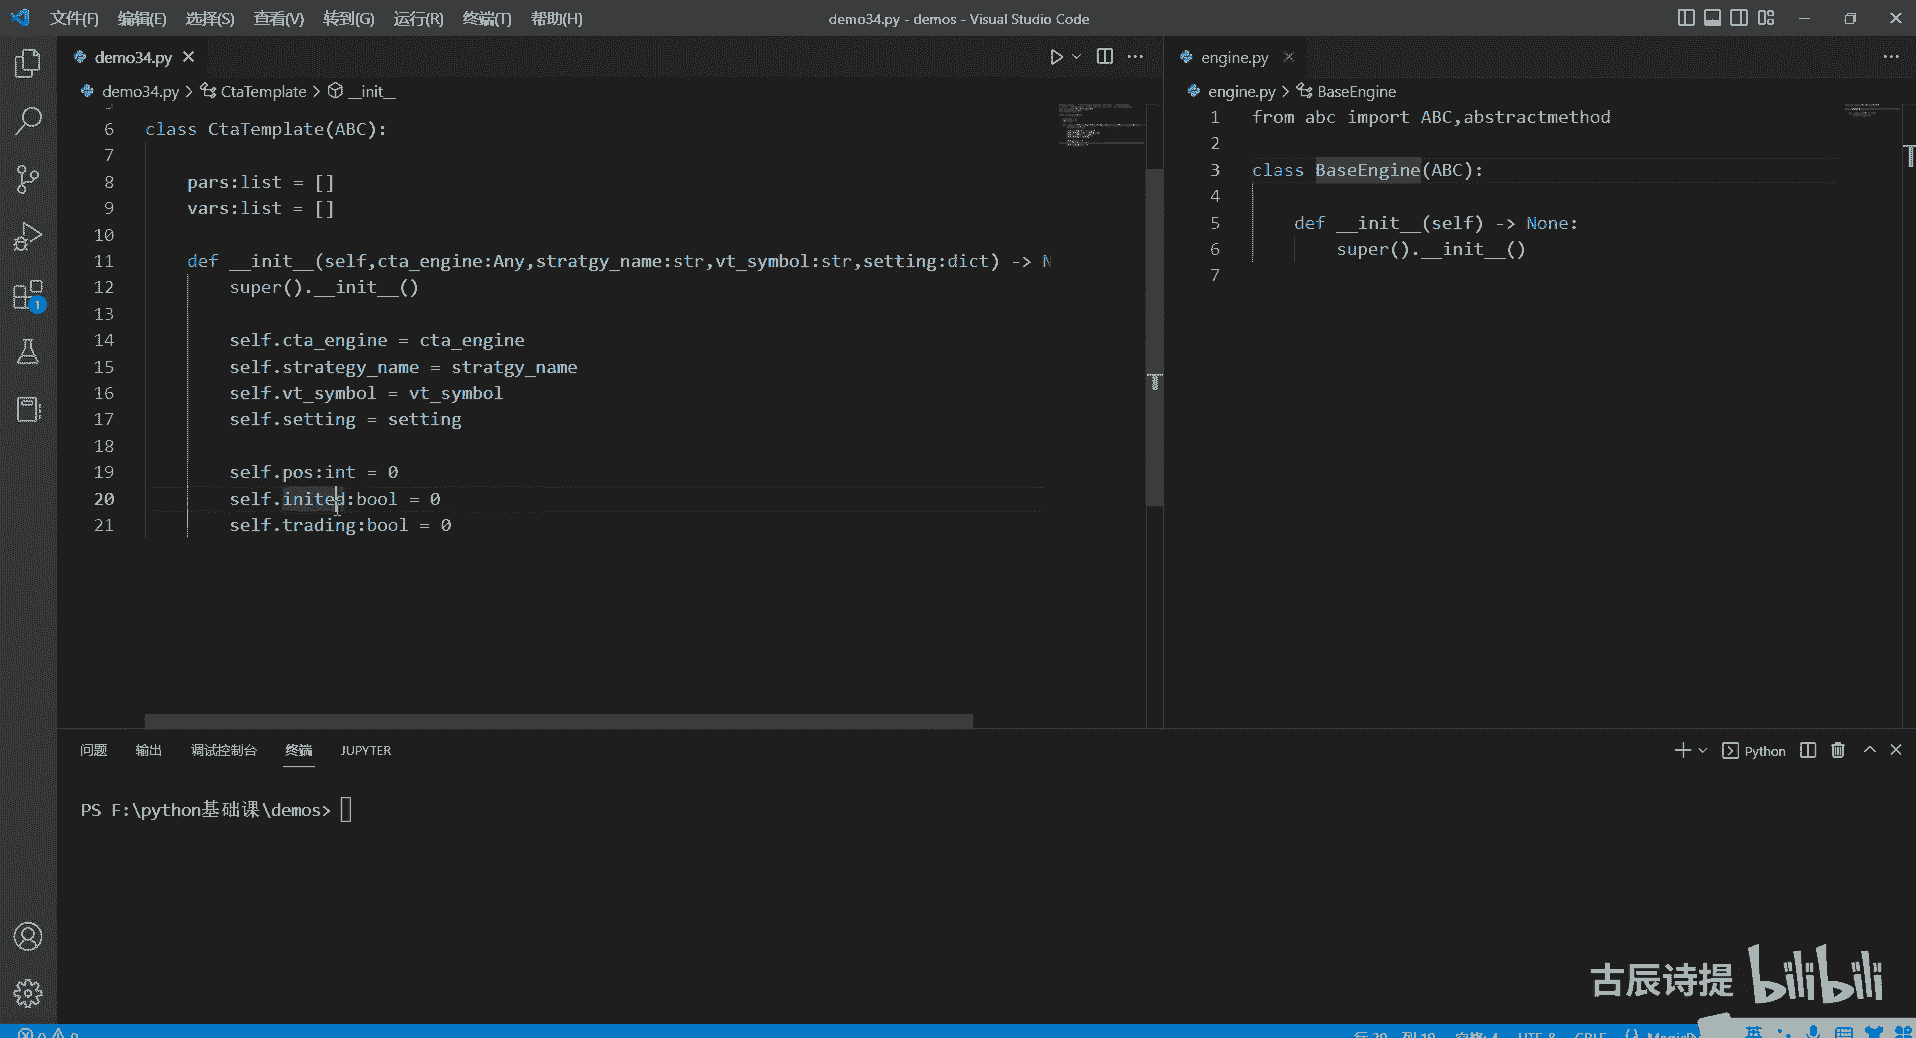 文件(F) 编辑(E) 选择(S) 查看(V) 转到(G) 运行(R) 终端(T) 帮助(H)
demo34.py - demos - Visual Studio Code
demo34.py
engine.py
demo34.py > CtaTemplate > __init__
engine.py > BaseEngine
6 class CtaTemplate(ABC):
7
8 pars:list = []
9 vars:list = []
10
11 def __init__(self,cta_engine:Any,stratgy_name:str,vt_symbol:str,setting:dict) -> N
12 super().__init__()
13
14 self.cta_engine = cta_engine
15 self.strategy_name = stratgy_name
16 self.vt_symbol = vt_symbol
17 self.setting = setting
18
19 self.pos:int = 0
20 self.inited:bool = 0
21 self.trading:bool = 0
1 from abc import ABC,abstractmethod
2
3 class BaseEngine(ABC):
4
5 def __init__(self) -> None:
6 super().__init__()
7
1
问题 输出 调试控制台 终端 JUPYTER
Python
PS F:\python基础课\demos>
古辰诗提 bilibili
英